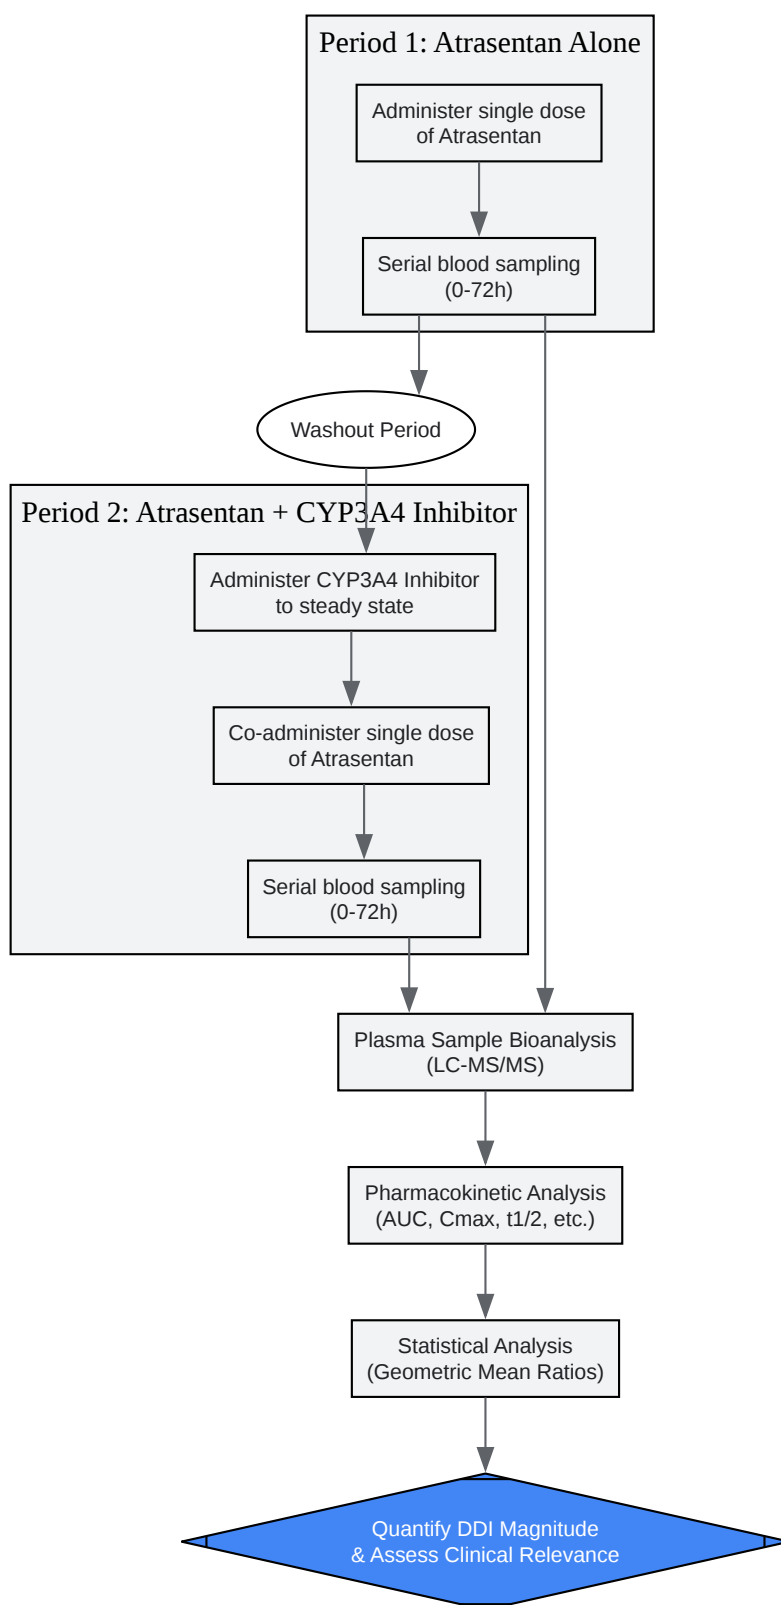 Period 1: Atrasentan Alone
Administer single dose
of Atrasentan
Serial blood sampling
(0-72h)
Washout Period
Period 2: Atrasentan + CYP3A4 Inhibitor
Administer CYP3A4 Inhibitor
to steady state
Co-administer single dose
of Atrasentan
Serial blood sampling
(0-72h)
Plasma Sample Bioanalysis
(LC-MS/MS)
Pharmacokinetic Analysis
(AUC, Cmax, t1/2, etc.)
Statistical Analysis
(Geometric Mean Ratios)
Quantify DDI Magnitude
& Assess Clinical Relevance